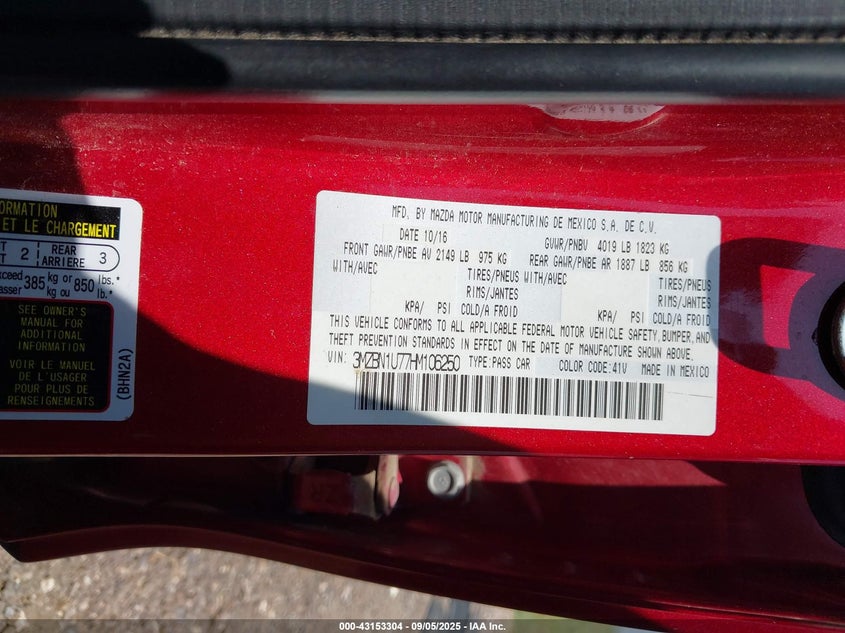 ORMATION
ET LE CHARGEMENT
2 REAR ARRIERE 3
xceed 385 kg or 850 lbs.*
asser kg ou lb.*
SEE OWNER'S
MANUAL FOR
ADDITIONAL
INFORMATION
VOIR LE MANUEL
DE L'USAGER
POUR PLUS DE
RENSEIGNEMENTS
(BHN2A)
MFD. BY MAZDA MOTOR MANUFACTURING DE MEXICO S.A. DE C.V.
DATE 10/16 GVWR/PNBV 4019 LB 1823 KG
FRONT GAWR/PNBE AV 2149 LB 975 KG REAR GAWR/PNBE AR 1887 LB 856 KG
WITH/AVEC TIRES/PNEUS WITH/AVEC TIRES/PNEUS
RIMS/JANTES RIMS/JANTES
KPA/ PSI COLD/A FROID KPA/ PSI COLD/A FROID
THIS VEHICLE CONFORMS TO ALL APPLICABLE FEDERAL MOTOR VEHICLE SAFETY, BUMPER, AND
THEFT PREVENTION STANDARDS IN EFFECT ON THE DATE OF MANUFACTURE SHOWN ABOVE.
VIN: 3MZBN1U77HM106250 TYPE: PASS CAR COLOR CODE: 41V MADE IN MEXICO
000-43153304 - 09/05/2025 - IAA Inc.